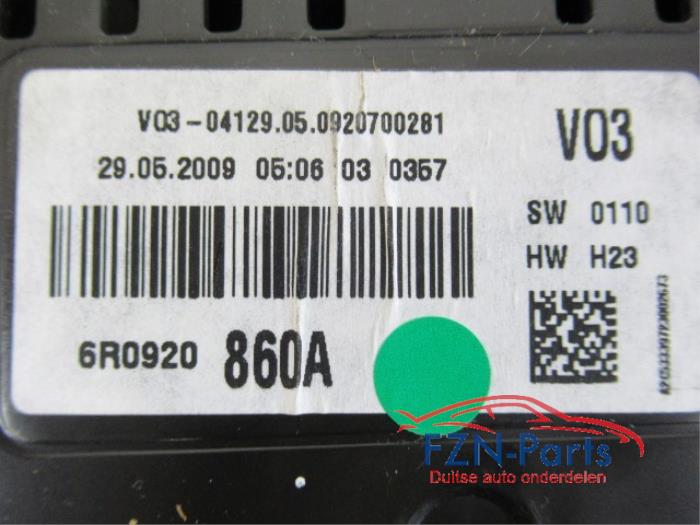 V03-04129.05.0920700281
29.05.2009 05:06 03 0357
V03
SW 0110
HW H23
6R0920 860A
FZN-Parts
Duitse auto onderdelen